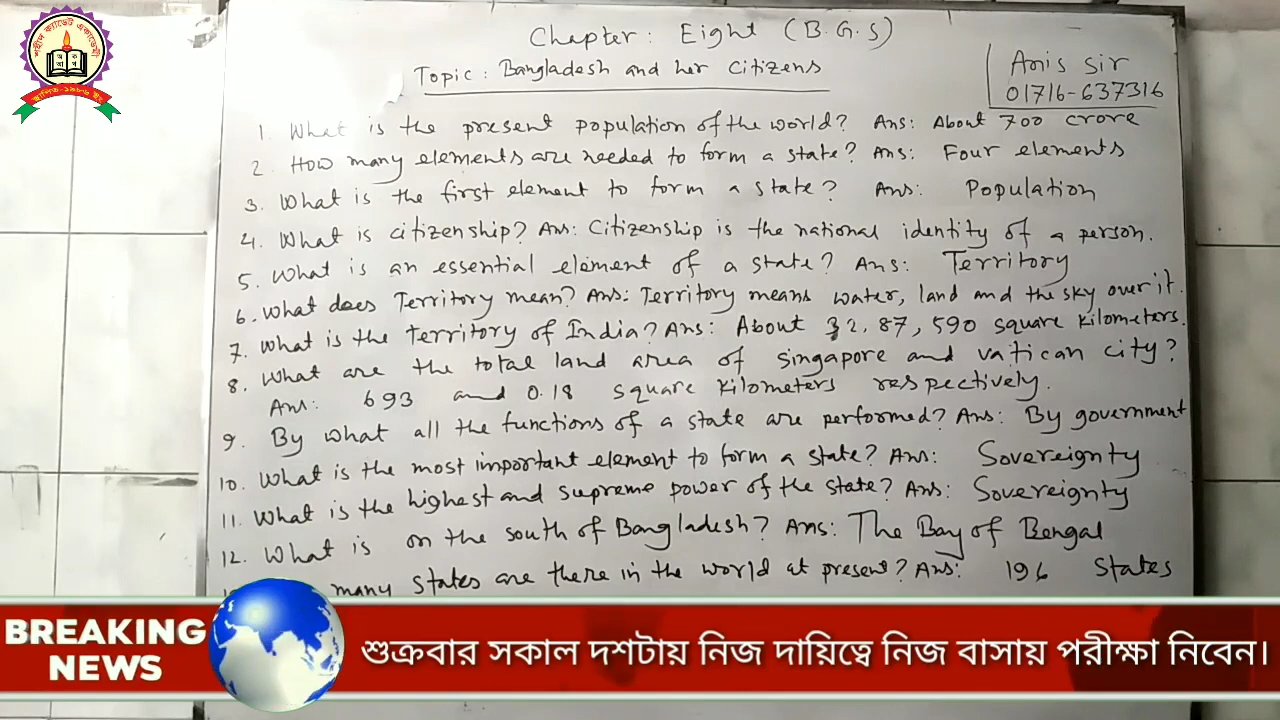 Chapter: Eight (B.G.S)
Topic: Bangladesh and her citizens
Anis Sir
01716-637316
1. What is the present population of the world? Ans: About 700 crore
2. How many elements are needed to form a state? Ans: Four elements
3. What is the first element to form a state? Ans: Population
4. What is citizenship? Ans: Citizenship is the national identity of a person.
5. What is an essential element of a state? Ans: Territory
6. What does Territory mean? Ans: Territory means water, land and the sky over it.
7. What is the territory of India? Ans: About 32,87,590 square kilometers.
8. What are the total land area of singapore and vatican city?
Ans: 693 and 0.18 square kilometers respectively.
9. By what all the functions of a state are performed? Ans: By government
10. What is the most important element to form a state? Ans: Sovereignty
11. What is the highest and supreme power of the state? Ans: Sovereignty
12. What is on the south of Bangladesh? Ans: The Bay of Bengal
many states are there in the world at present? Ans: 196 States
BREAKING
NEWS
শুক্রবার সকাল দশটায় নিজ দায়িত্বে নিজ বাসায় পরীক্ষা নিবেন।